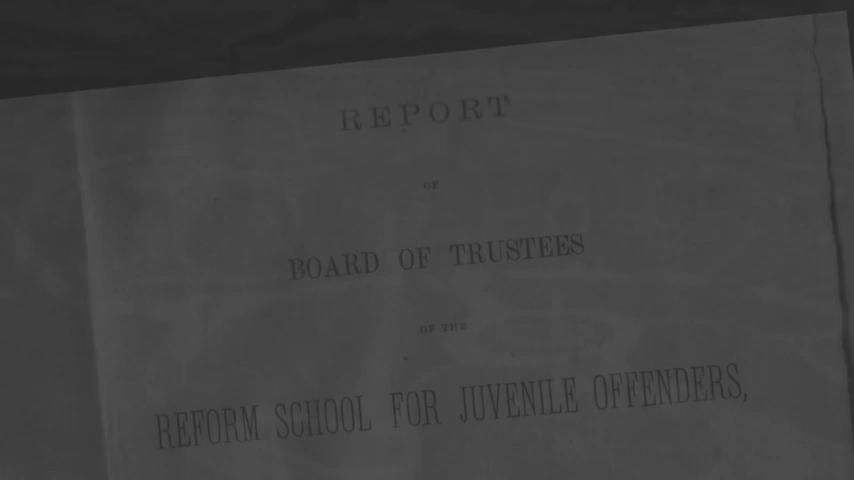 REPORT
OF
BOARD OF TRUSTEES
OF THE
REFORM SCHOOL FOR JUVENILE OFFENDERS,